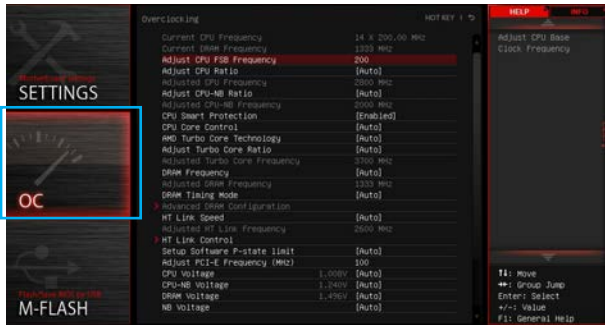 Overclocking
HOT KEY | ⮌
HELP
INFO
Current CPU Frequency 14 X 200.00 MHz
Current DRAM Frequency 1333 MHz
Adjust CPU FSB Frequency 200
Adjust CPU Ratio [Auto]
Adjusted CPU Frequency 2800 MHz
Adjust CPU-NB Ratio [Auto]
Adjusted CPU-NB Frequency 2000 MHz
CPU Smart Protection [Enabled]
CPU Core Control [Auto]
AMD Turbo Core Technology [Auto]
Adjust Turbo Core Ratio [Auto]
Adjusted Turbo Core Frequency 3700 MHz
DRAM Frequency [Auto]
Adjusted DRAM Frequency 1333 MHz
DRAM Timing Mode [Auto]
Advanced DRAM Configuration
HT Link Speed [Auto]
Adjusted HT Link Frequency 2600 MHz
HT Link Control
Setup Software P-state limit [Auto]
Adjust PCI-E Frequency (MHz) 100
CPU Voltage 1.008V [Auto]
CPU-NB Voltage 1.240V [Auto]
DRAM Voltage 1.496V [Auto]
NB Voltage [Auto]
Motherboard settings
SETTINGS
OC
Flash/Save BIOS by USB
M-FLASH
Adjust CPU Base
Clock Frequency
↑↓: Move
↔: Group Jump
Enter: Select
+/-: Value
F1: General Help